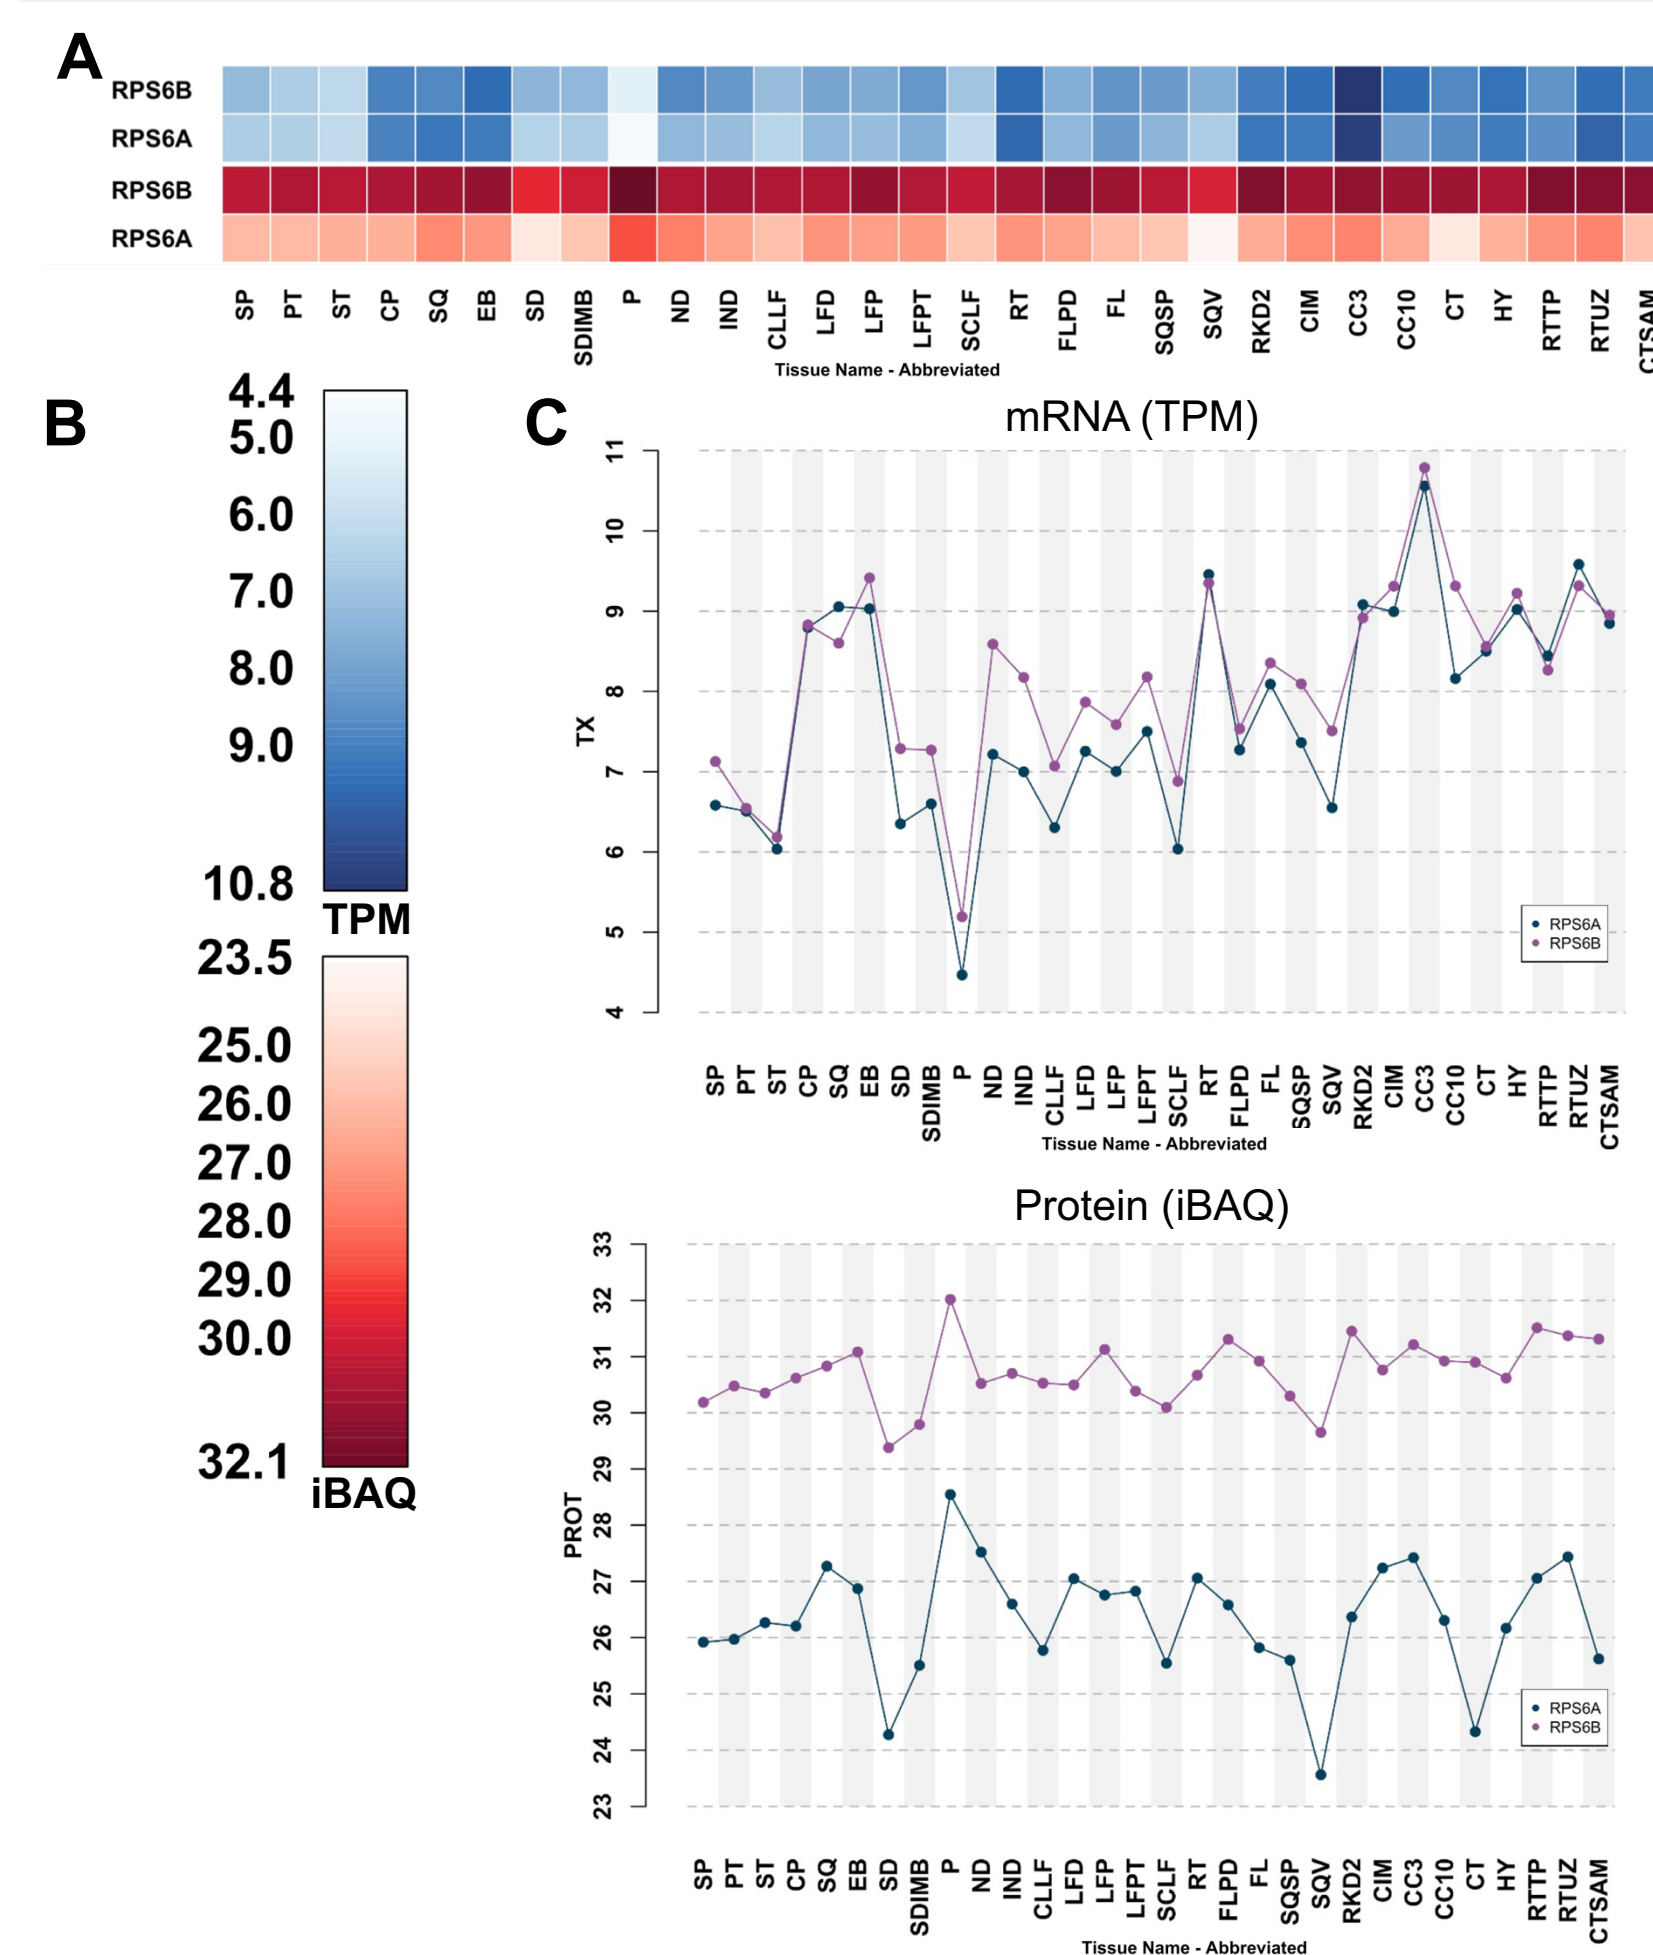 A
RPS6B
RPS6A
RPS6B
RPS6A
SP PT ST CP SQ EB SD SDIMB P ND IND CLLF LFD LFP LFPT SCLF RT FLPD FL SQSP SQV RKD2 CIM CC3 CC10 CT HY RTTP RTUZ CTSAM
Tissue Name - Abbreviated
B
4.4
5.0
6.0
7.0
8.0
9.0
10.8
TPM
23.5
25.0
26.0
27.0
28.0
29.0
30.0
32.1
iBAQ
C
mRNA (TPM)
11
10
9
8
7
6
5
4
TX
RPS6A
RPS6B
SP PT ST CP SQ EB SD SDIMB P ND IND CLLF LFD LFP LFPT SCLF RT FLPD FL SQSP SQV RKD2 CIM CC3 CC10 CT HY RTTP RTUZ CTSAM
Tissue Name - Abbreviated
Protein (iBAQ)
33
32
31
30
29
28
27
26
25
24
23
PROT
RPS6A
RPS6B
SP PT ST CP SQ EB SD SDIMB P ND IND CLLF LFD LFP LFPT SCLF RT FLPD FL SQSP SQV RKD2 CIM CC3 CC10 CT HY RTTP RTUZ CTSAM
Tissue Name - Abbreviated